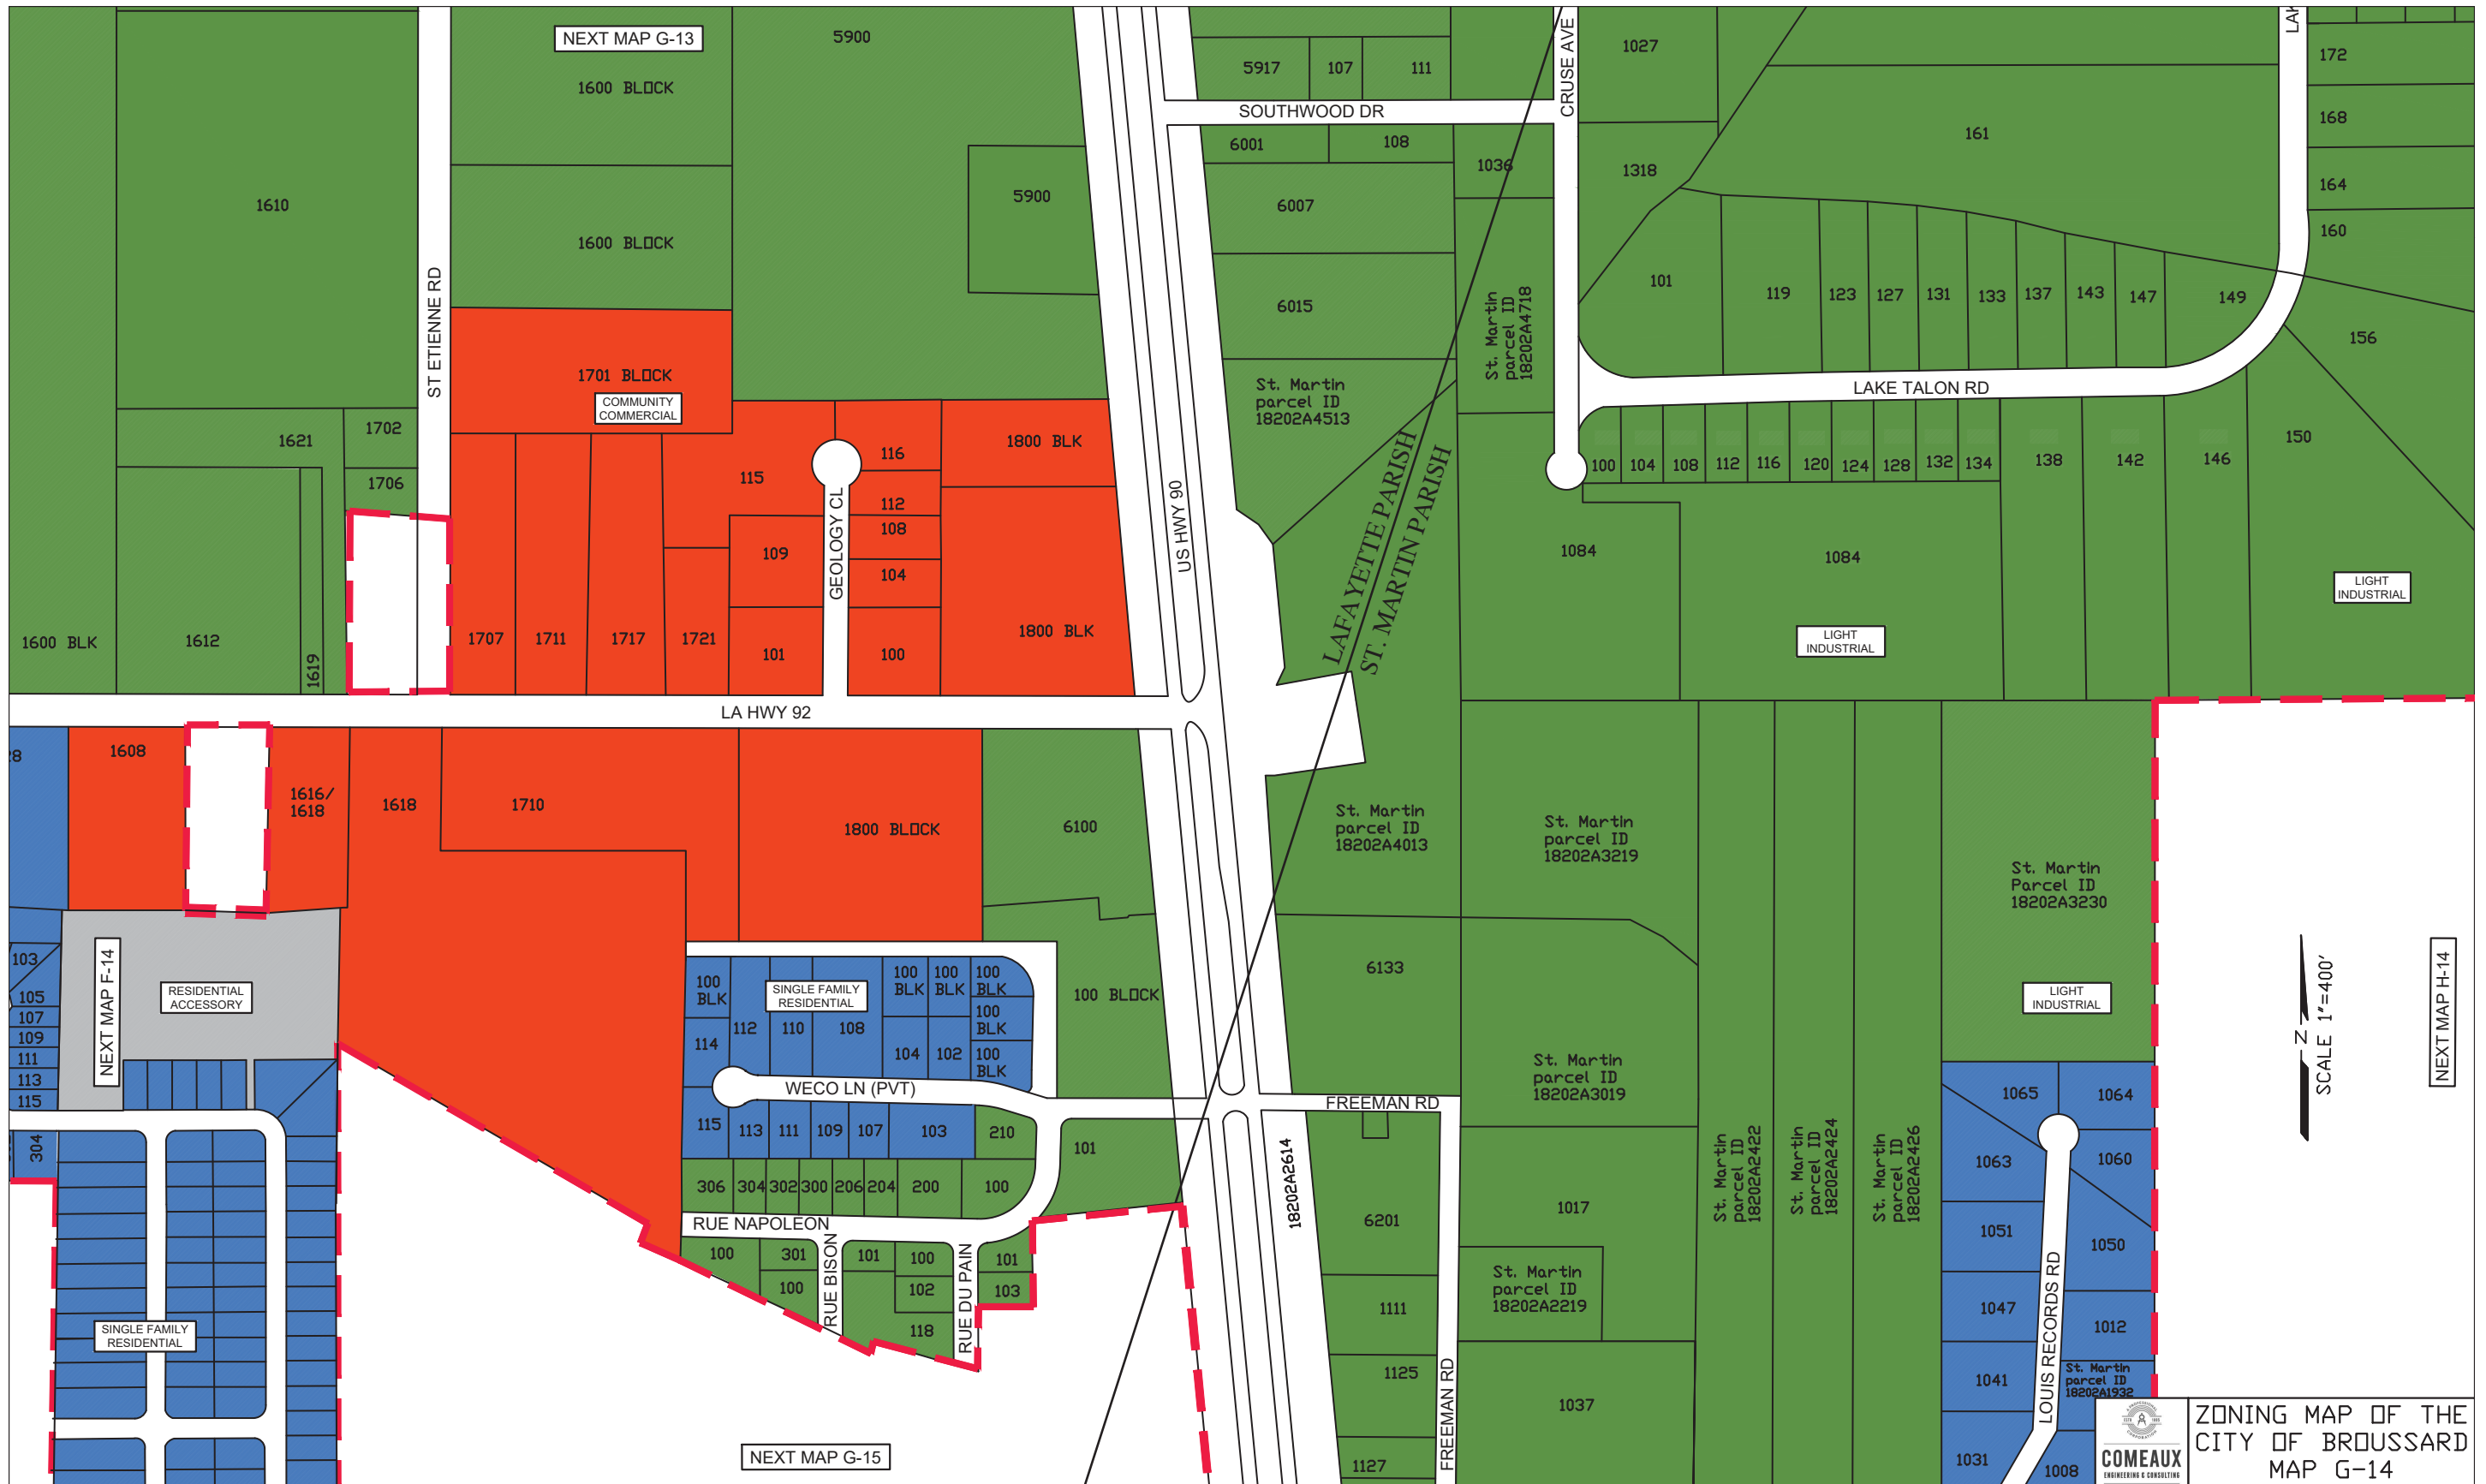 NEXT MAP G-13
5900
1600 BLOCK
1610
1600 BLOCK
5900
ST ETIENNE RD
1701 BLOCK
COMMUNITY
COMMERCIAL
1621
1702
1706
1612
1619
1600 BLK
1707
1711
1717
1721
115
109
101
GEOLOGY CL
116
112
108
104
100
1800 BLK
1800 BLK
US HWY 90
LA HWY 92
5917
107
111
SOUTHWOOD DR
CRUSE AVE
6001
108
1036
6007
6015
St. Martin
parcel ID
18202A4718
St. Martin
parcel ID
18202A4513
LAFAYETTE PARISH
ST. MARTIN PARISH
1027
1318
161
101
119
123
127
131
133
137
143
147
149
172
168
164
160
156
LAKE TALON RD
100
104
108
112
116
120
124
128
132
134
138
142
146
150
1084
1084
LIGHT
INDUSTRIAL
LIGHT
INDUSTRIAL
1608
1616/
1618
1618
1710
1800 BLOCK
6100
St. Martin
parcel ID
18202A4013
St. Martin
parcel ID
18202A3219
St. Martin
Parcel ID
18202A3230
LIGHT
INDUSTRIAL
SCALE 1"=400'
N
NEXT MAP H-14
103
105
107
109
111
113
115
304
NEXT MAP F-14
RESIDENTIAL
ACCESSORY
100
BLK
SINGLE FAMILY
RESIDENTIAL
100
BLK
100
BLK
100
BLK
100
BLK
100
BLK
114
112
110
108
104
102
100 BLOCK
6133
WECO LN (PVT)
FREEMAN RD
115
113
111
109
107
103
210
101
306
304
302
300
206
204
200
100
RUE NAPOLEON
100
301
100
RUE BISON
101
100
102
118
RUE DU PAIN
101
103
18202A2614
St. Martin
parcel ID
18202A3019
6201
1017
St. Martin
parcel ID
18202A2219
1111
1125
1127
FREEMAN RD
1037
St. Martin
parcel ID
18202A2422
St. Martin
parcel ID
18202A2424
St. Martin
parcel ID
18202A2426
1065
1064
1063
1060
1051
1050
1047
1012
1041
St. Martin
parcel ID
18202A1932
1031
1008
LOUIS RECORDS RD
SINGLE FAMILY
RESIDENTIAL
NEXT MAP G-15
COMEAUX
ENGINEERING & CONSULTING
ZONING MAP OF THE
CITY OF BROUSSARD
MAP G-14